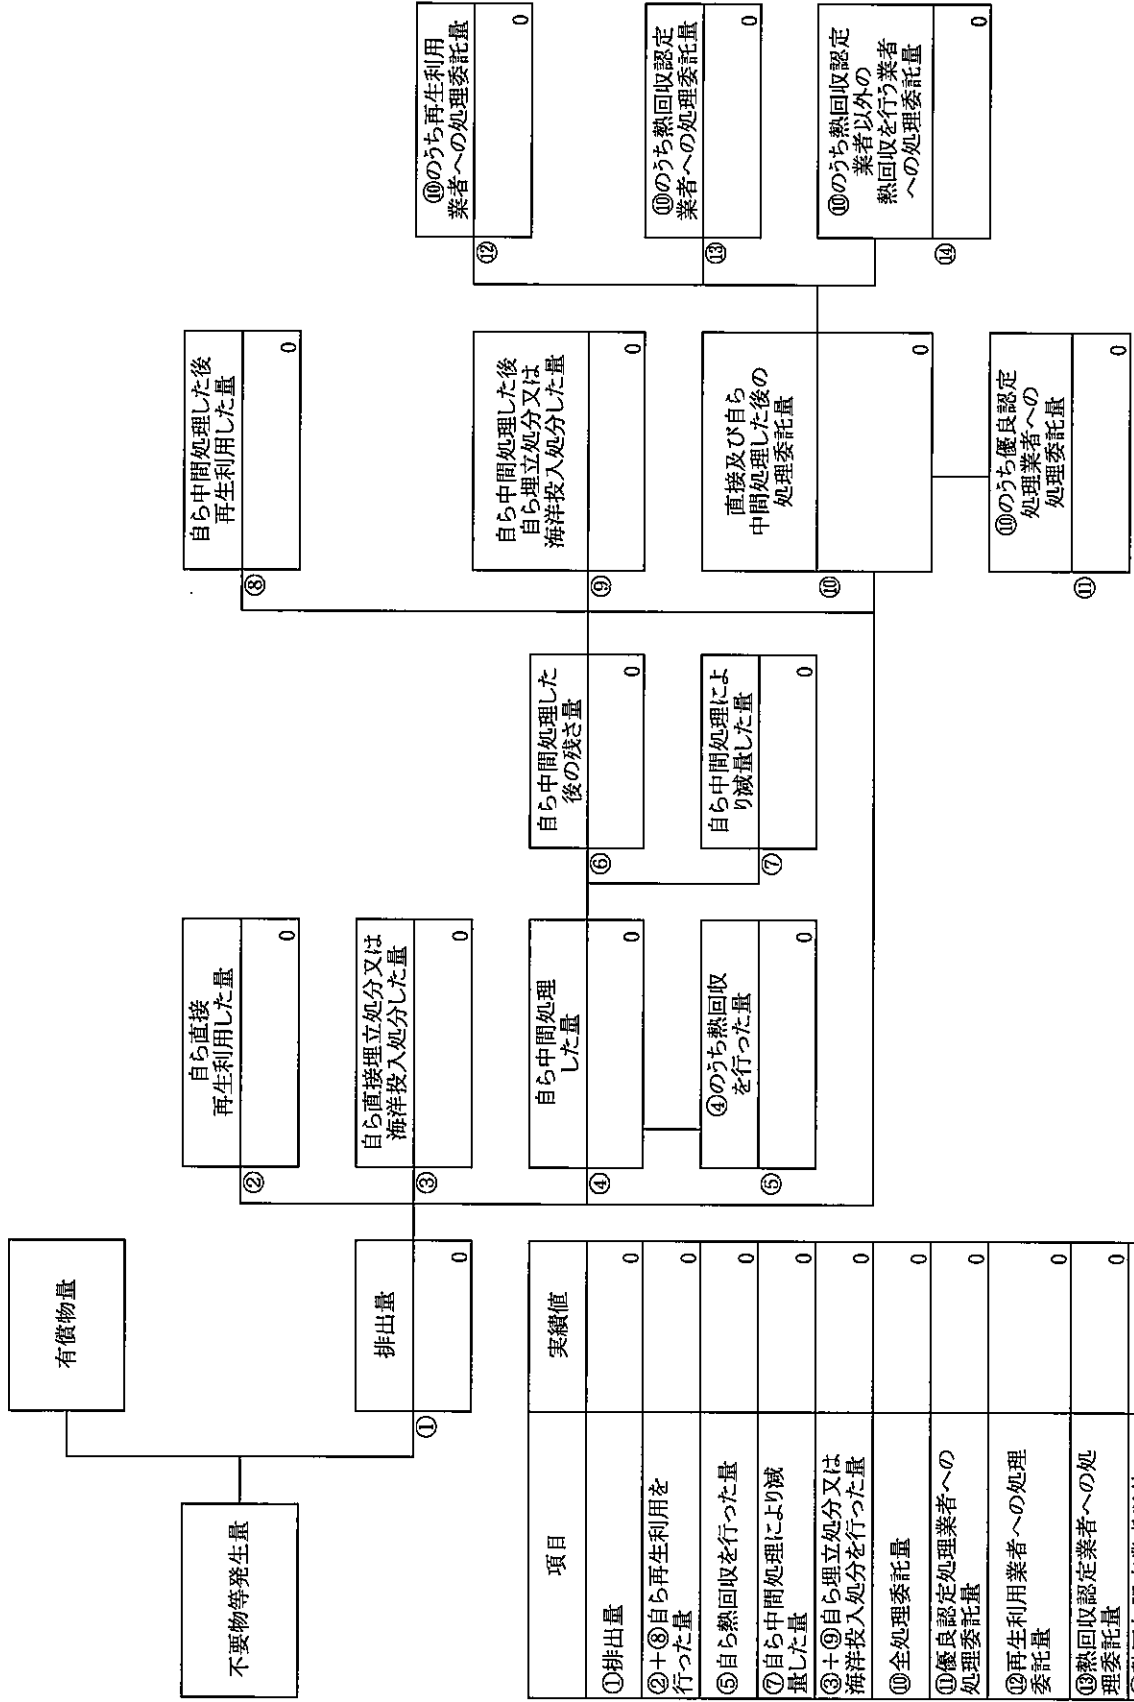 不要物等発生量
有償物量
①
排出量
0
②
自ら直接
再生利用した量
0
③
自ら直接埋立処分又は
海洋投入処分した量
0
④
自ら中間処理
した量
0
⑤
④のうち熱回収
を行った量
0
⑥
自ら中間処理した
後の残さ量
0
⑦
自ら中間処理によ
り減量した量
0
⑧
自ら中間処理した後
再生利用した量
0
⑨
自ら中間処理した後
自ら埋立処分又は
海洋投入処分した量
0
⑩
直接及び自ら
中間処理した後の
処理委託量
0
⑪
⑩のうち優良認定
処理業者への
処理委託量
0
⑫
⑩のうち再生利用
業者への処理委託量
0
⑬
⑩のうち熱回収認定
業者への処理委託量
0
⑭
⑩のうち熱回収認定
業者以外の
熱回収を行う業者
への処理委託量
0
項目 実績値
①排出量 0
②+⑧自ら再生利用を
行った量 0
⑤自ら熱回収を行った量 0
⑦自ら中間処理により減
量した量 0
③+⑨自ら埋立処分又は
海洋投入処分を行った量 0
⑩全処理委託量 0
⑪優良認定処理業者への
処理委託量 0
⑫再生利用業者への処理
委託量 0
⑬熱回収認定業者への処
理委託量 0